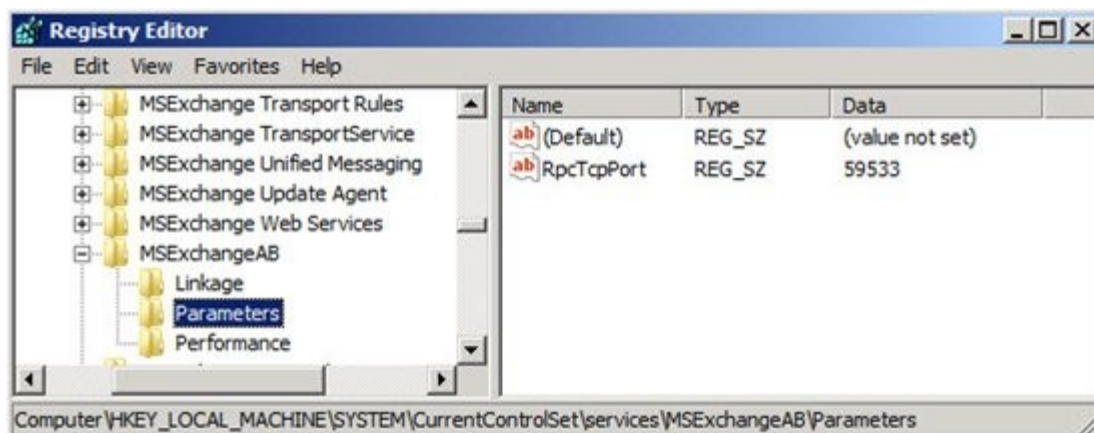 Registry Editor
File Edit View Favorites Help
MSExchange Transport Rules
MSExchange TransportService
MSExchange Unified Messaging
MSExchange Update Agent
MSExchange Web Services
MSExchangeAB
Linkage
Parameters
Performance
Name Type Data
ab (Default) REG_SZ (value not set)
ab RpcTcpPort REG_SZ 59533
Computer\HKEY_LOCAL_MACHINE\SYSTEM\CurrentControlSet\services\MSExchangeAB\Parameters